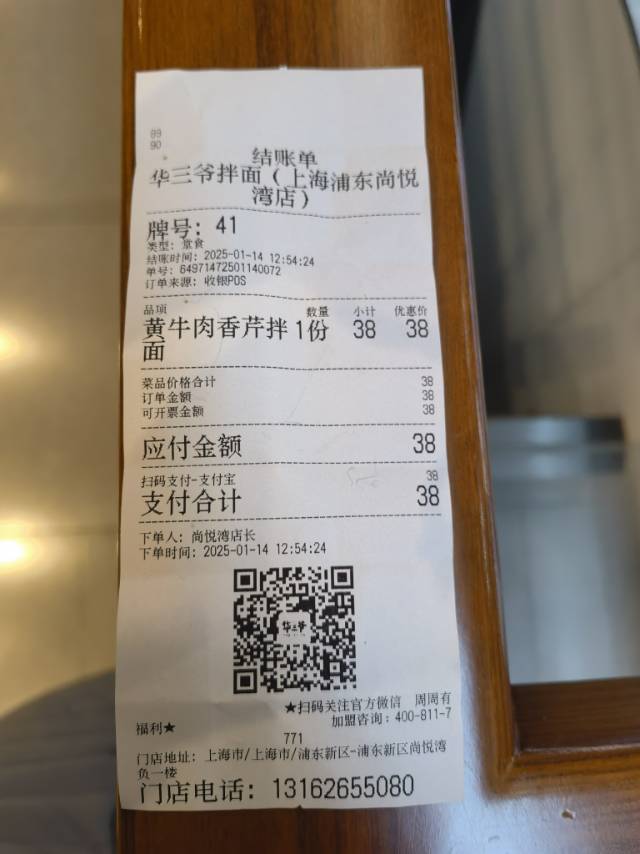 89
90
结账单
华三爷拌面（上海浦东尚悦
湾店）
牌号: 41
类型: 堂食
结账时间: 2025-01-14 12:54:24
单号: 64971472501140072
订单来源: 收银POS
品项 数量 小计 优惠价
黄牛肉香芹拌 1份 38 38
面
菜品价格合计 38
订单金额 38
可开票金额 38
应付金额 38
扫码支付-支付宝 38
支付合计 38
下单人: 尚悦湾店长
下单时间: 2025-01-14 12:54:24
华三爷
★扫码关注官方微信 周周有
福利★ 加盟咨询: 400-811-7
771
门店地址: 上海市/上海市/浦东新区-浦东新区尚悦湾
负一楼
门店电话: 13162655080